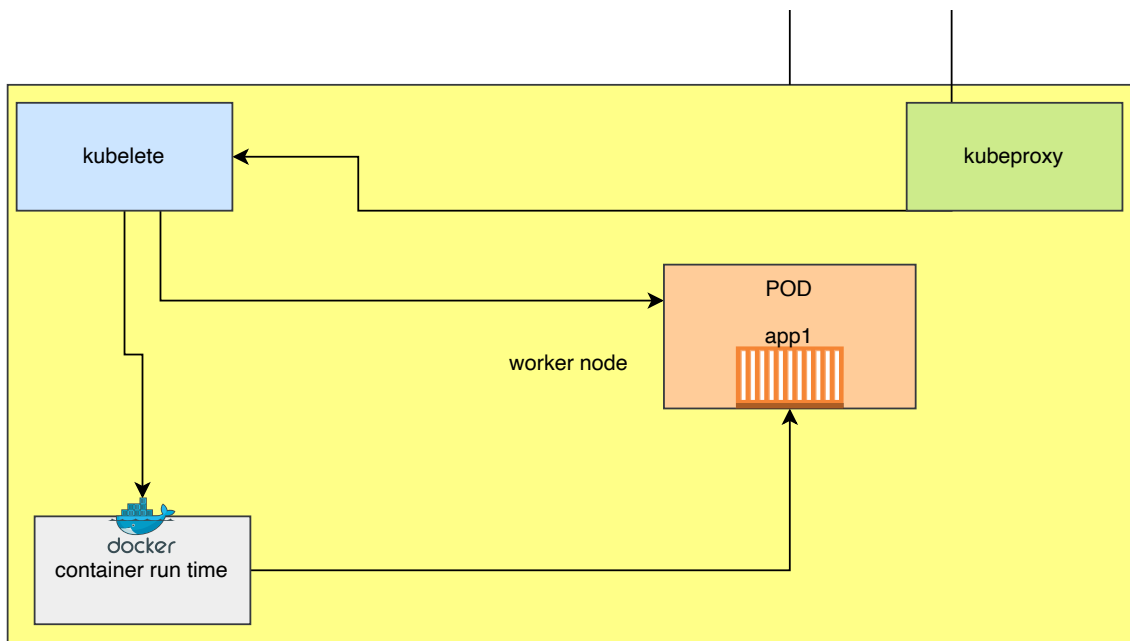 kubelete
kubeproxy
POD
app1
worker node
docker
container run time